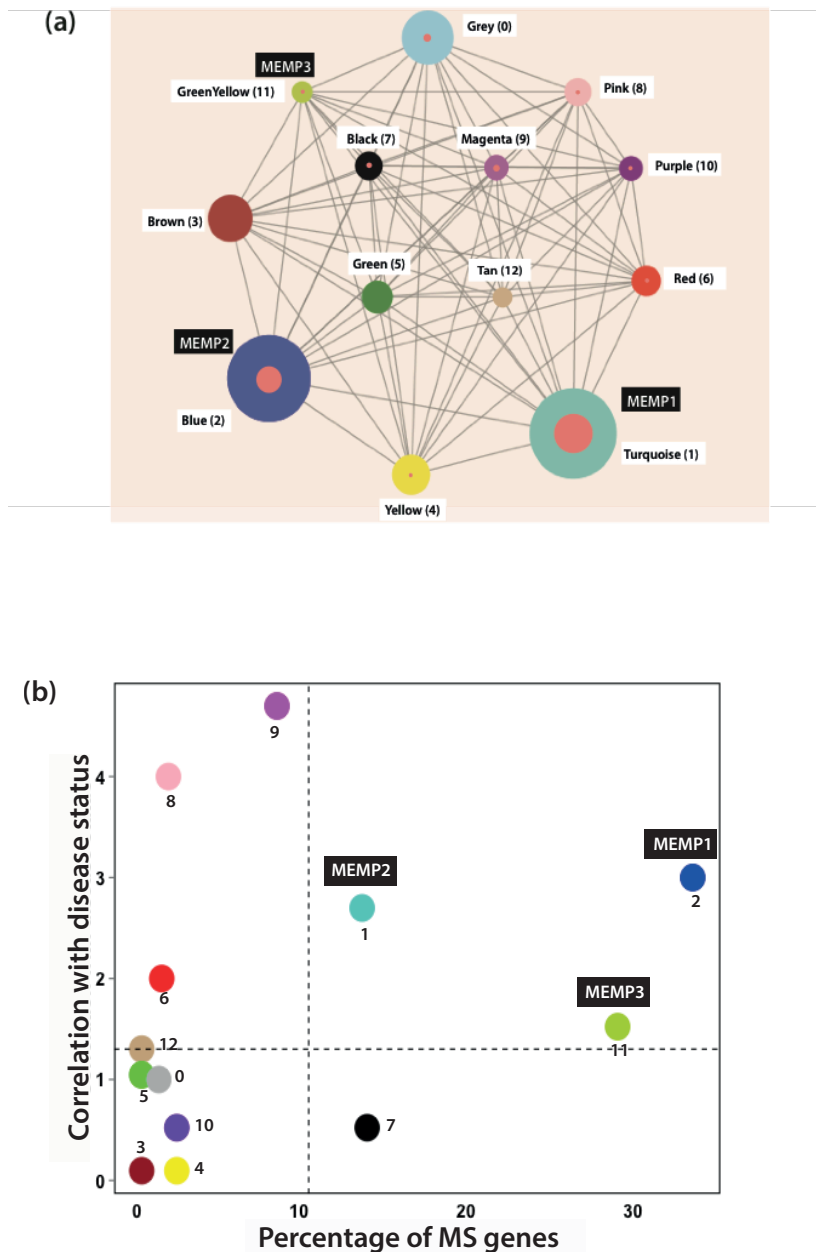 (a)
Grey (0)
MEMP3
GreenYellow (11)
Pink (8)
Black (7)
Magenta (9)
Purple (10)
Brown (3)
Green (5)
Tan (12)
Red (6)
MEMP2
Blue (2)
MEMP1
Turquoise (1)
Yellow (4)
(b)
Correlation with disease status
4
3
2
1
0
9
8
MEMP1
2
MEMP2
1
6
MEMP3
11
12
5
0
10
7
3
4
0
10
20
30
Percentage of MS genes